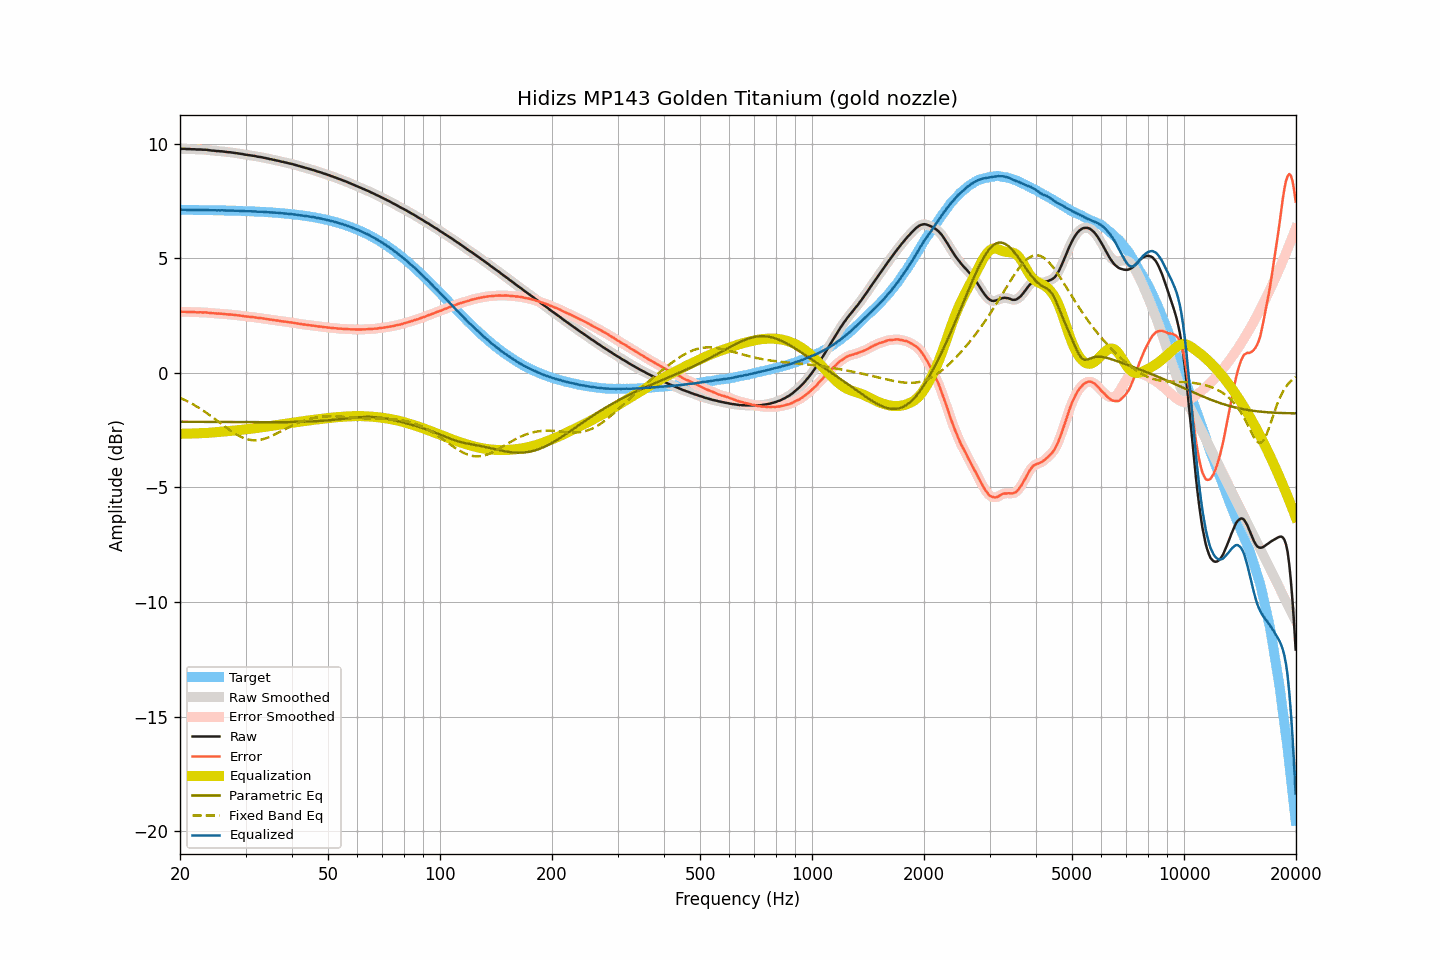 Hidizs MP143 Golden Titanium (gold nozzle)
10
5
0
−5
−10
−15
−20
Amplitude (dBr)
Target
Raw Smoothed
Error Smoothed
Raw
Error
Equalization
Parametric Eq
Fixed Band Eq
Equalized
20 50 100 200 500 1000 2000 5000 10000 20000
Frequency (Hz)